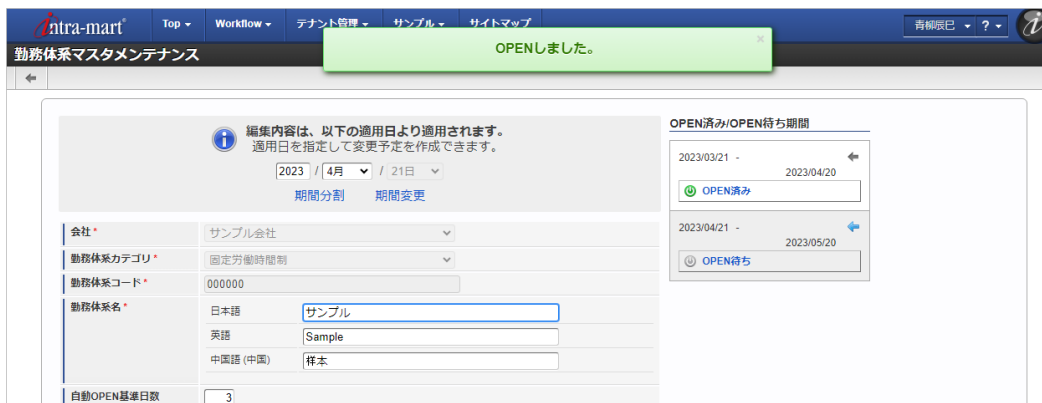 intra-mart
Top
Workflow
テナント管理
サンプル
サイトマップ
青柳辰巳
?
OPENしました。
×
勤務体系マスタメンテナンス
編集内容は、以下の適用日より適用されます。
適用日を指定して変更予定を作成できます。
2023 / 4月 / 21日
期間分割 期間変更
OPEN済み/OPEN待ち期間
2023/03/21 -
2023/04/20
OPEN済み
2023/04/21 -
2023/05/20
OPEN待ち
会社* サンプル会社
勤務体系カテゴリ* 固定労働時間制
勤務体系コード* 000000
勤務体系名* 日本語 サンプル
英語 Sample
中国語 (中国) 样本
自動OPEN基準日数 3